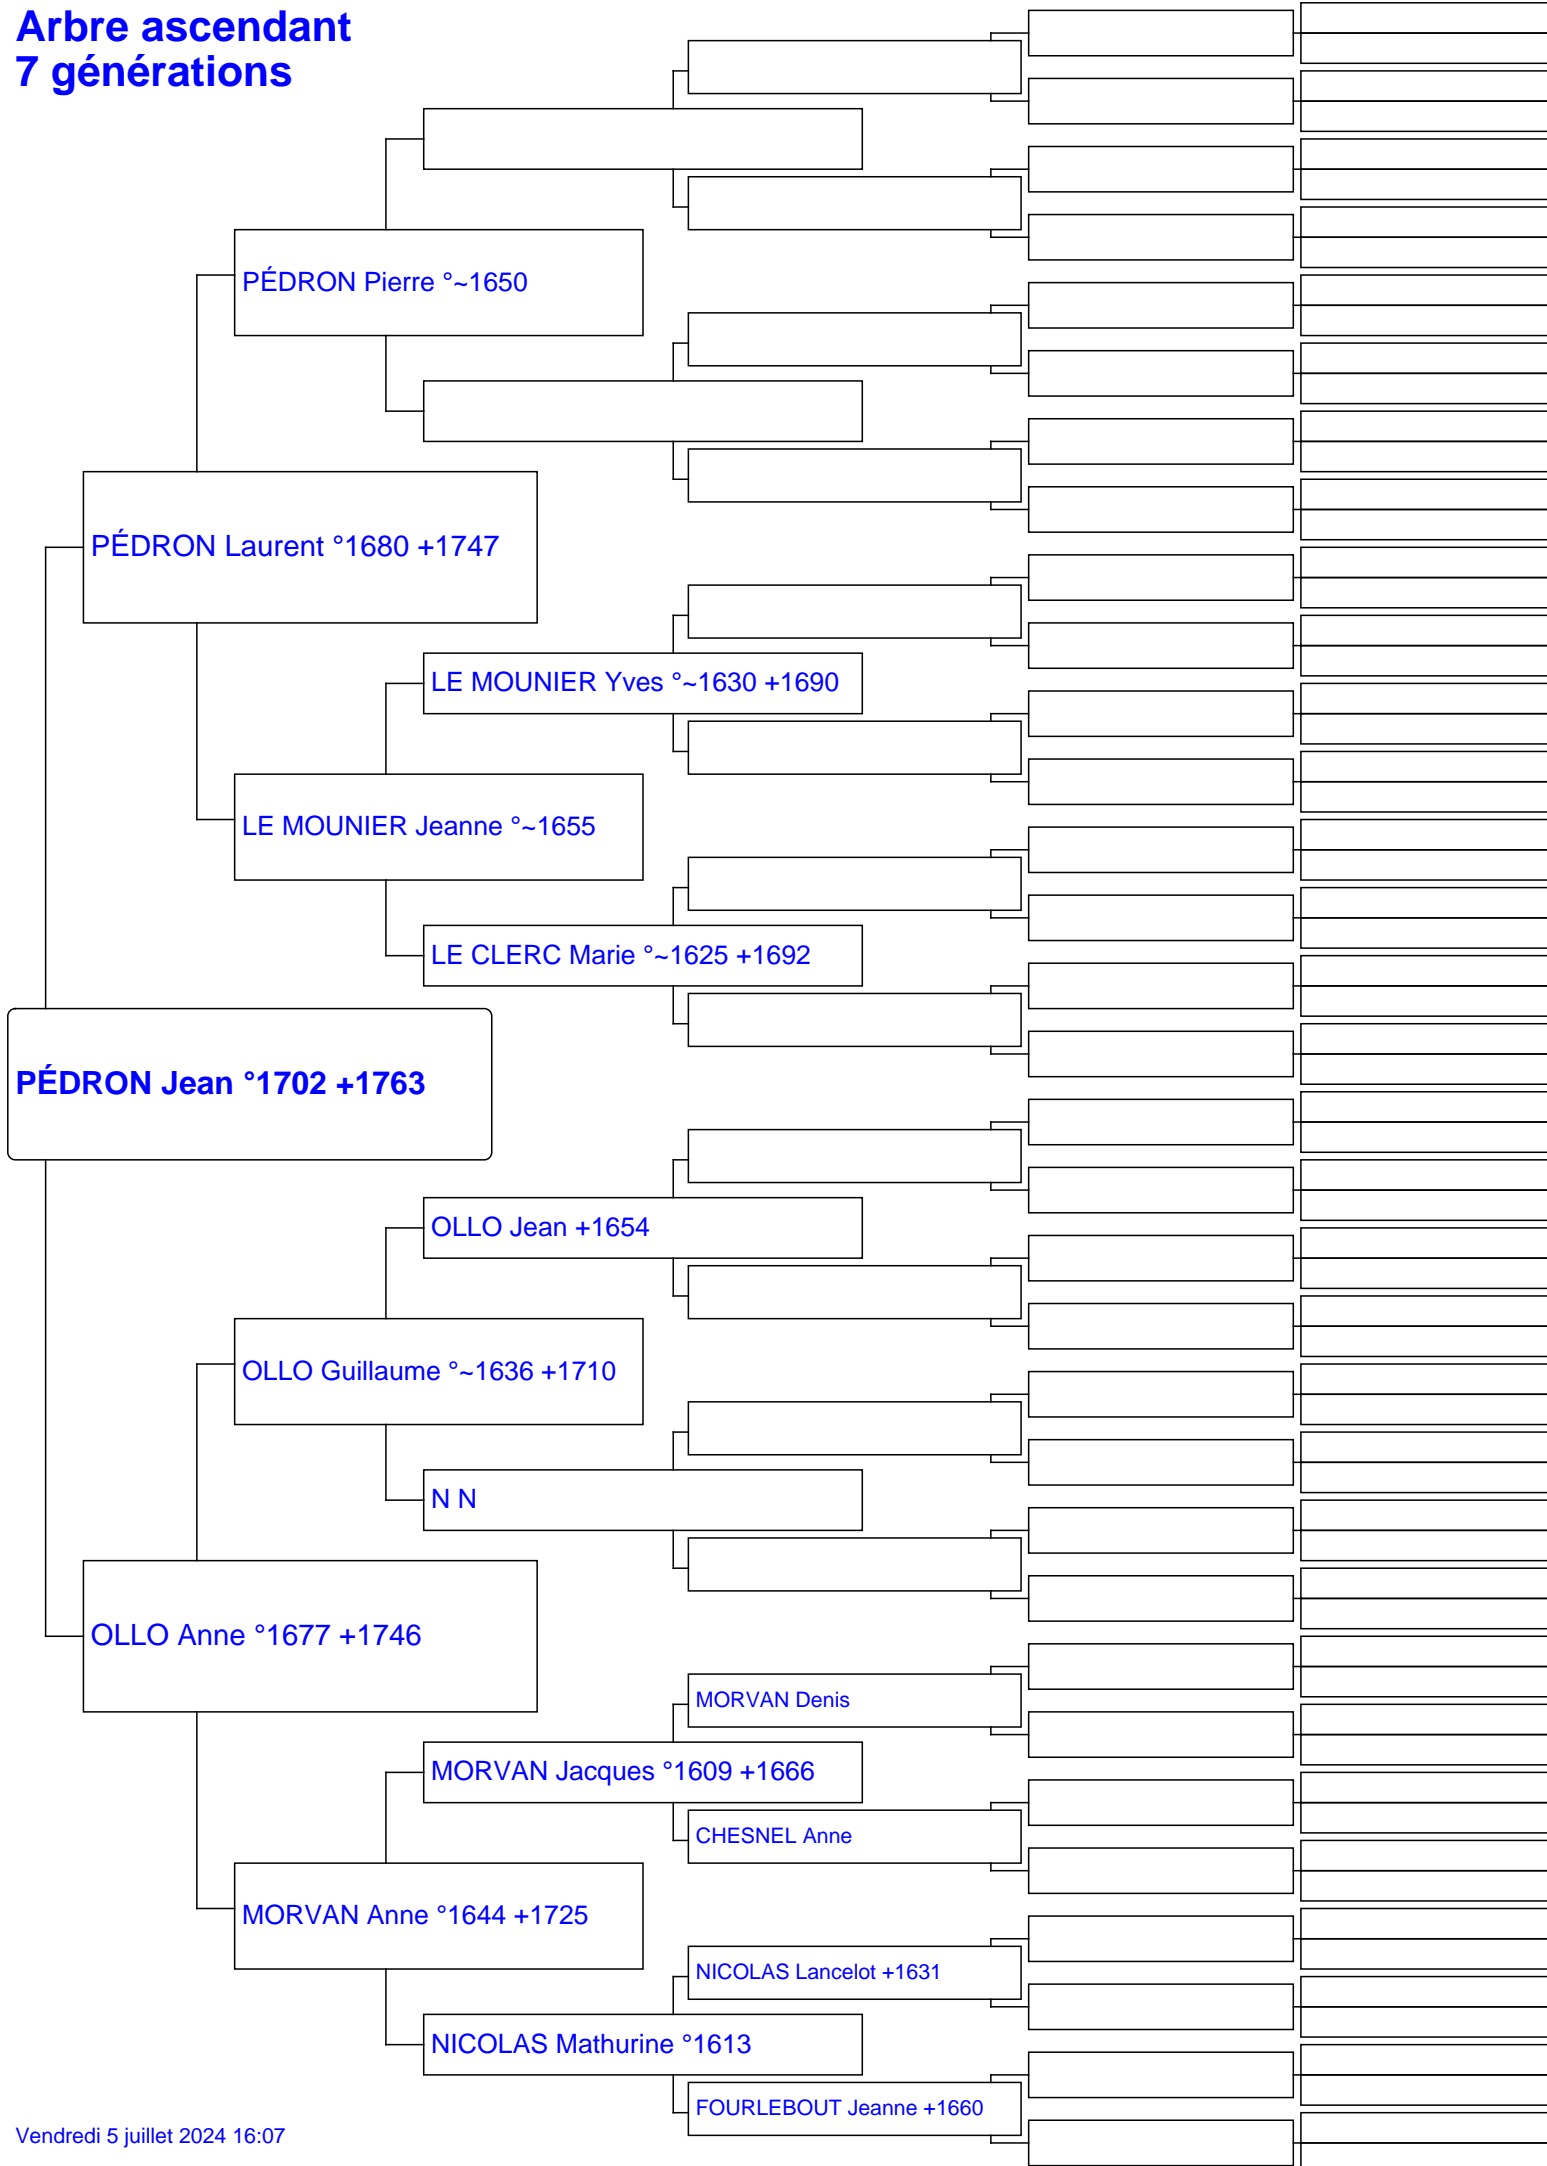 Arbre ascendant
7 générations
PÉDRON Pierre °~1650
PÉDRON Laurent °1680 +1747
LE MOUNIER Yves °~1630 +1690
LE MOUNIER Jeanne °~1655
LE CLERC Marie °~1625 +1692
PÉDRON Jean °1702 +1763
OLLO Jean +1654
OLLO Guillaume °~1636 +1710
N N
OLLO Anne °1677 +1746
MORVAN Denis
MORVAN Jacques °1609 +1666
CHESNEL Anne
MORVAN Anne °1644 +1725
NICOLAS Lancelot +1631
NICOLAS Mathurine °1613
FOURLEBOUT Jeanne +1660
Vendredi 5 juillet 2024 16:07